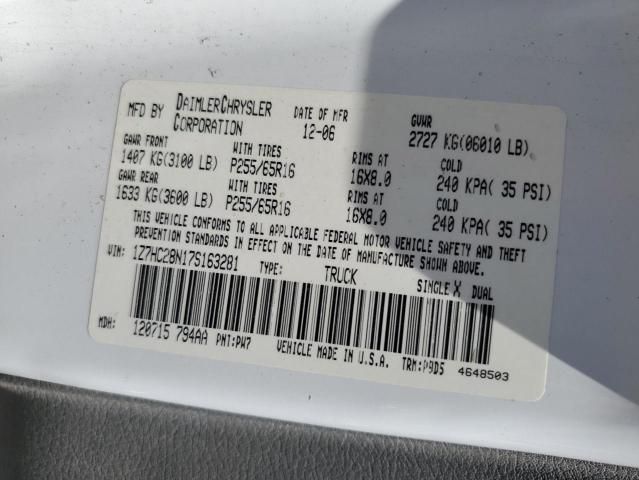 MFD BY DAIMLERCHRYSLER CORPORATION DATE OF MFR 12-06 GVWR 2727 KG(06010 LB)
GAWR FRONT WITH TIRES RIMS AT COLD
1407 KG(3100 LB) P255/65R16 16X8.0 240 KPA( 35 PSI)
GAWR REAR WITH TIRES RIMS AT COLD
1633 KG(3600 LB) P255/65R16 16X8.0 240 KPA( 35 PSI)
THIS VEHICLE CONFORMS TO ALL APPLICABLE FEDERAL MOTOR VEHICLE SAFETY AND THEFT
PREVENTION STANDARDS IN EFFECT ON THE DATE OF MANUFACTURE SHOWN ABOVE.
VIN: 1Z7HC28N17S163281 TYPE: TRUCK SINGLE X DUAL
MDH: 120715 794AA PNT:PW7 VEHICLE MADE IN U.S.A. TRM:P9D5 4648503